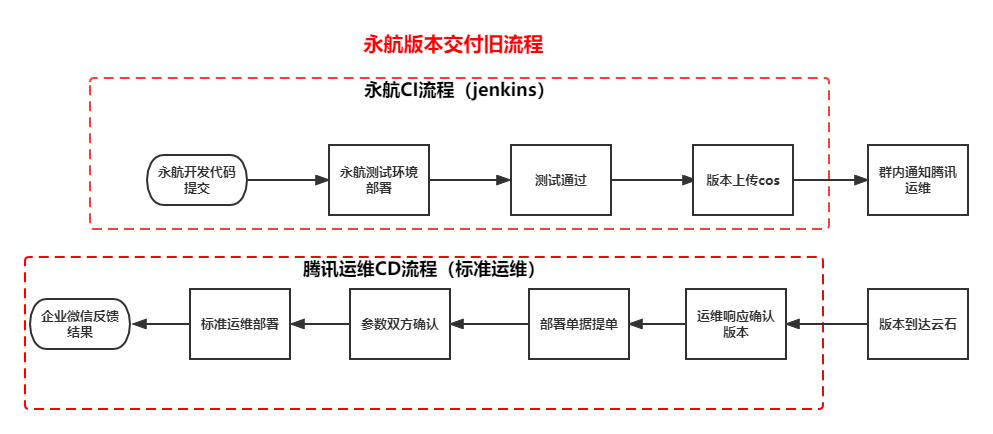 永航版本交付旧流程
永航CI流程（jenkins）
永航开发代码
提交
永航测试环境
部署
测试通过
版本上传cos
群内通知腾讯
运维
腾讯运维CD流程（标准运维）
企业微信反馈
结果
标准运维部署
参数双方确认
部署单据提单
运维响应确认
版本
版本到达云石